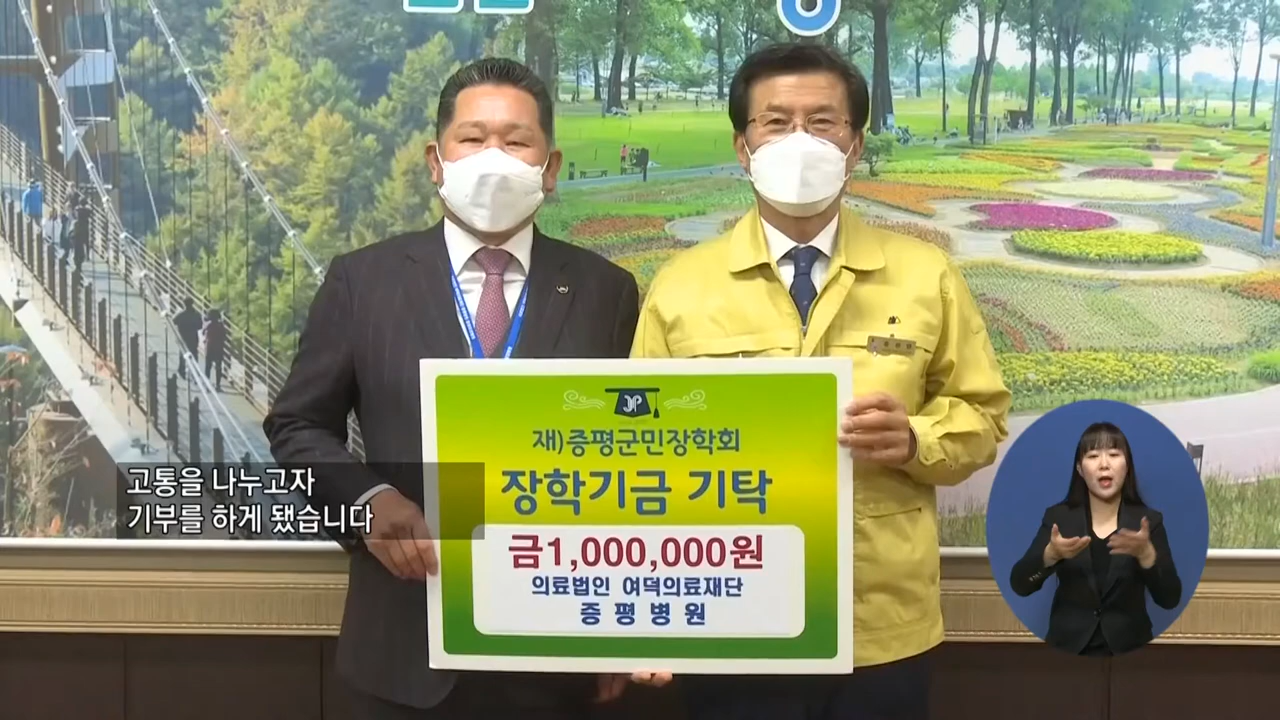 재)증평군민장학회
장학기금 기탁
금1,000,000원
의료법인 여덕의료재단
증평병원
고통을 나누고자
기부를 하게 됐습니다